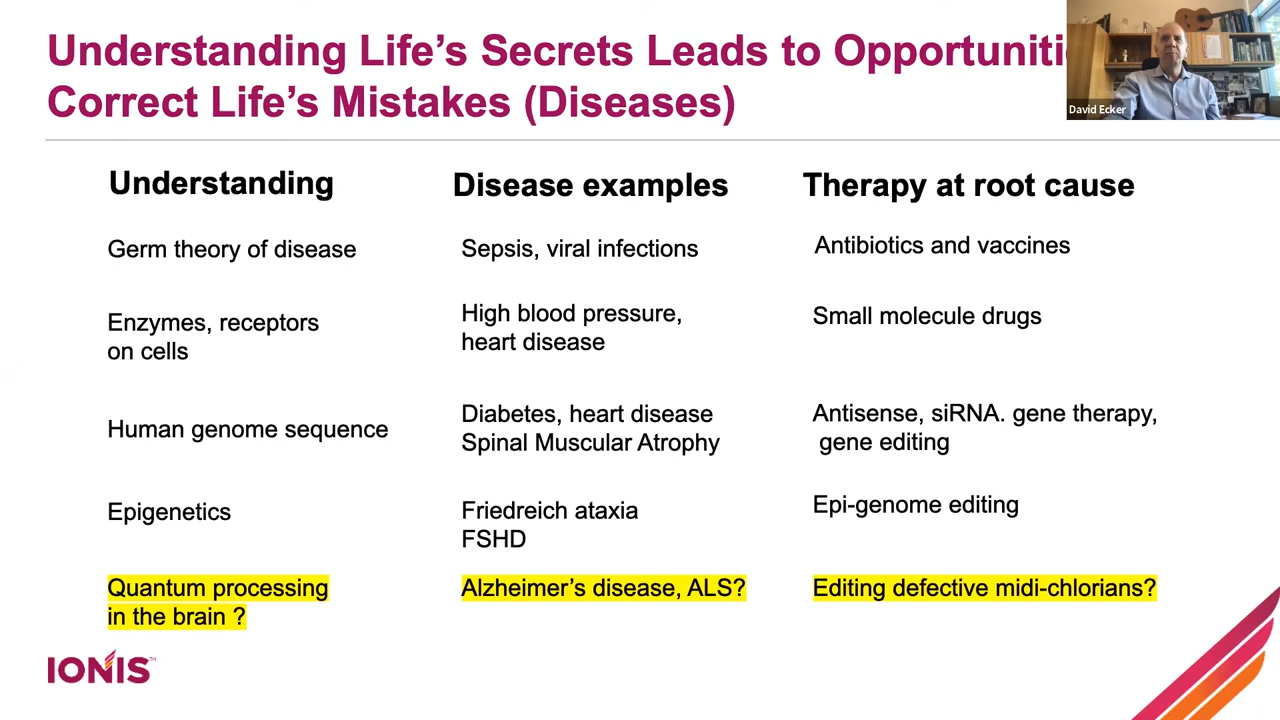 Understanding Life's Secrets Leads to Opportuniti
Correct Life's Mistakes (Diseases)
David Ecker
Understanding
Disease examples
Therapy at root cause
Germ theory of disease
Sepsis, viral infections
Antibiotics and vaccines
Enzymes, receptors
on cells
High blood pressure,
heart disease
Small molecule drugs
Human genome sequence
Diabetes, heart disease
Spinal Muscular Atrophy
Antisense, siRNA. gene therapy,
gene editing
Epigenetics
Friedreich ataxia
FSHD
Epi-genome editing
Quantum processing
in the brain ?
Alzheimer's disease, ALS?
Editing defective midi-chlorians?
IONIS